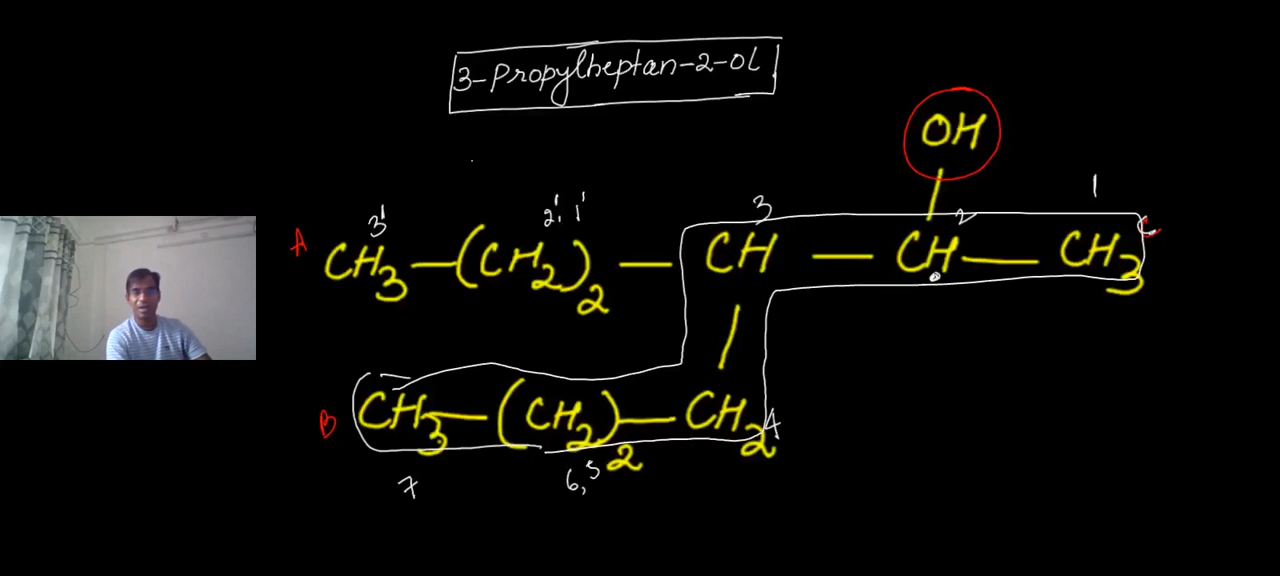 3-Propylheptan-2-ol
OH
3' 2', 1' 3 2 1
A CH3—(CH2)2—CH—CH—CH3 C
B CH3—(CH2)2—CH2 4
7 6,5